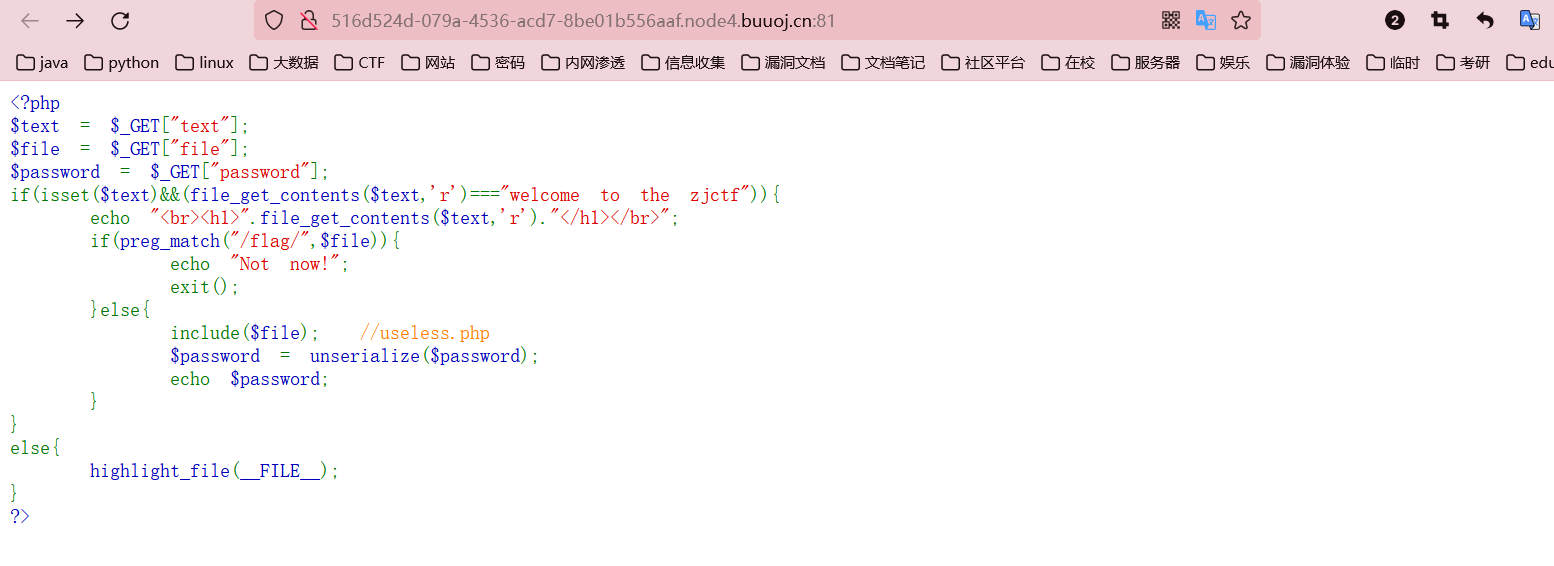 516d524d-079a-4536-acd7-8be01b556aaf.node4.buuoj.cn:81
2
java python linux 大数据 CTF 网站 密码 内网渗透 信息收集 漏洞文档 文档笔记 社区平台 在校 服务器 娱乐 漏洞体验 临时 考研 edu
<?php
$text = $_GET["text"];
$file = $_GET["file"];
$password = $_GET["password"];
if(isset($text)&&(file_get_contents($text,'r')==="welcome to the zjctf")){
echo "<br><h1>".file_get_contents($text,'r')."</h1></br>";
if(preg_match("/flag/",$file)){
echo "Not now!";
exit();
}else{
include($file); //useless.php
$password = unserialize($password);
echo $password;
}
}
else{
highlight_file(__FILE__);
}
?>